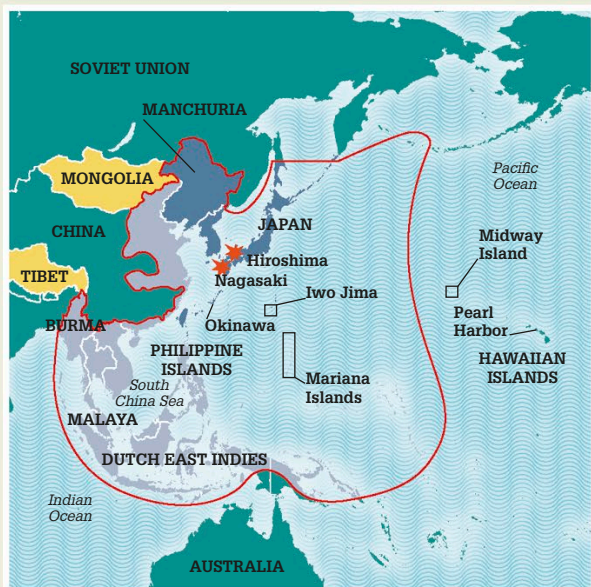 SOVIET UNION
MANCHURIA
MONGOLIA
Pacific
Ocean
CHINA
JAPAN
Midway
Island
Hiroshima
TIBET
Nagasaki
Iwo Jima
Pearl
Harbor
BURMA
Okinawa
PHILIPPINE
ISLANDS
HAWAIIAN
ISLANDS
Mariana
Islands
South
China Sea
MALAYA
DUTCH EAST INDIES
Indian
Ocean
AUSTRALIA